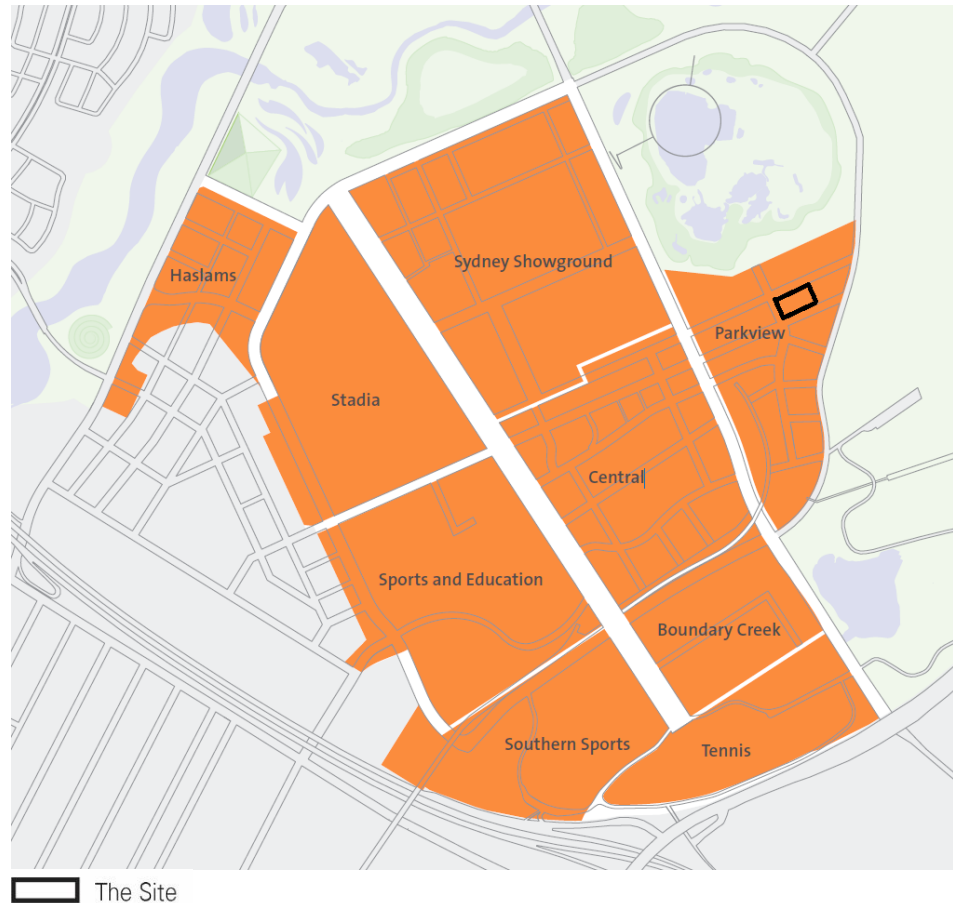 Sydney Showground
Haslams
Parkview
Stadia
Central
Sports and Education
Boundary Creek
Southern Sports
Tennis
The Site